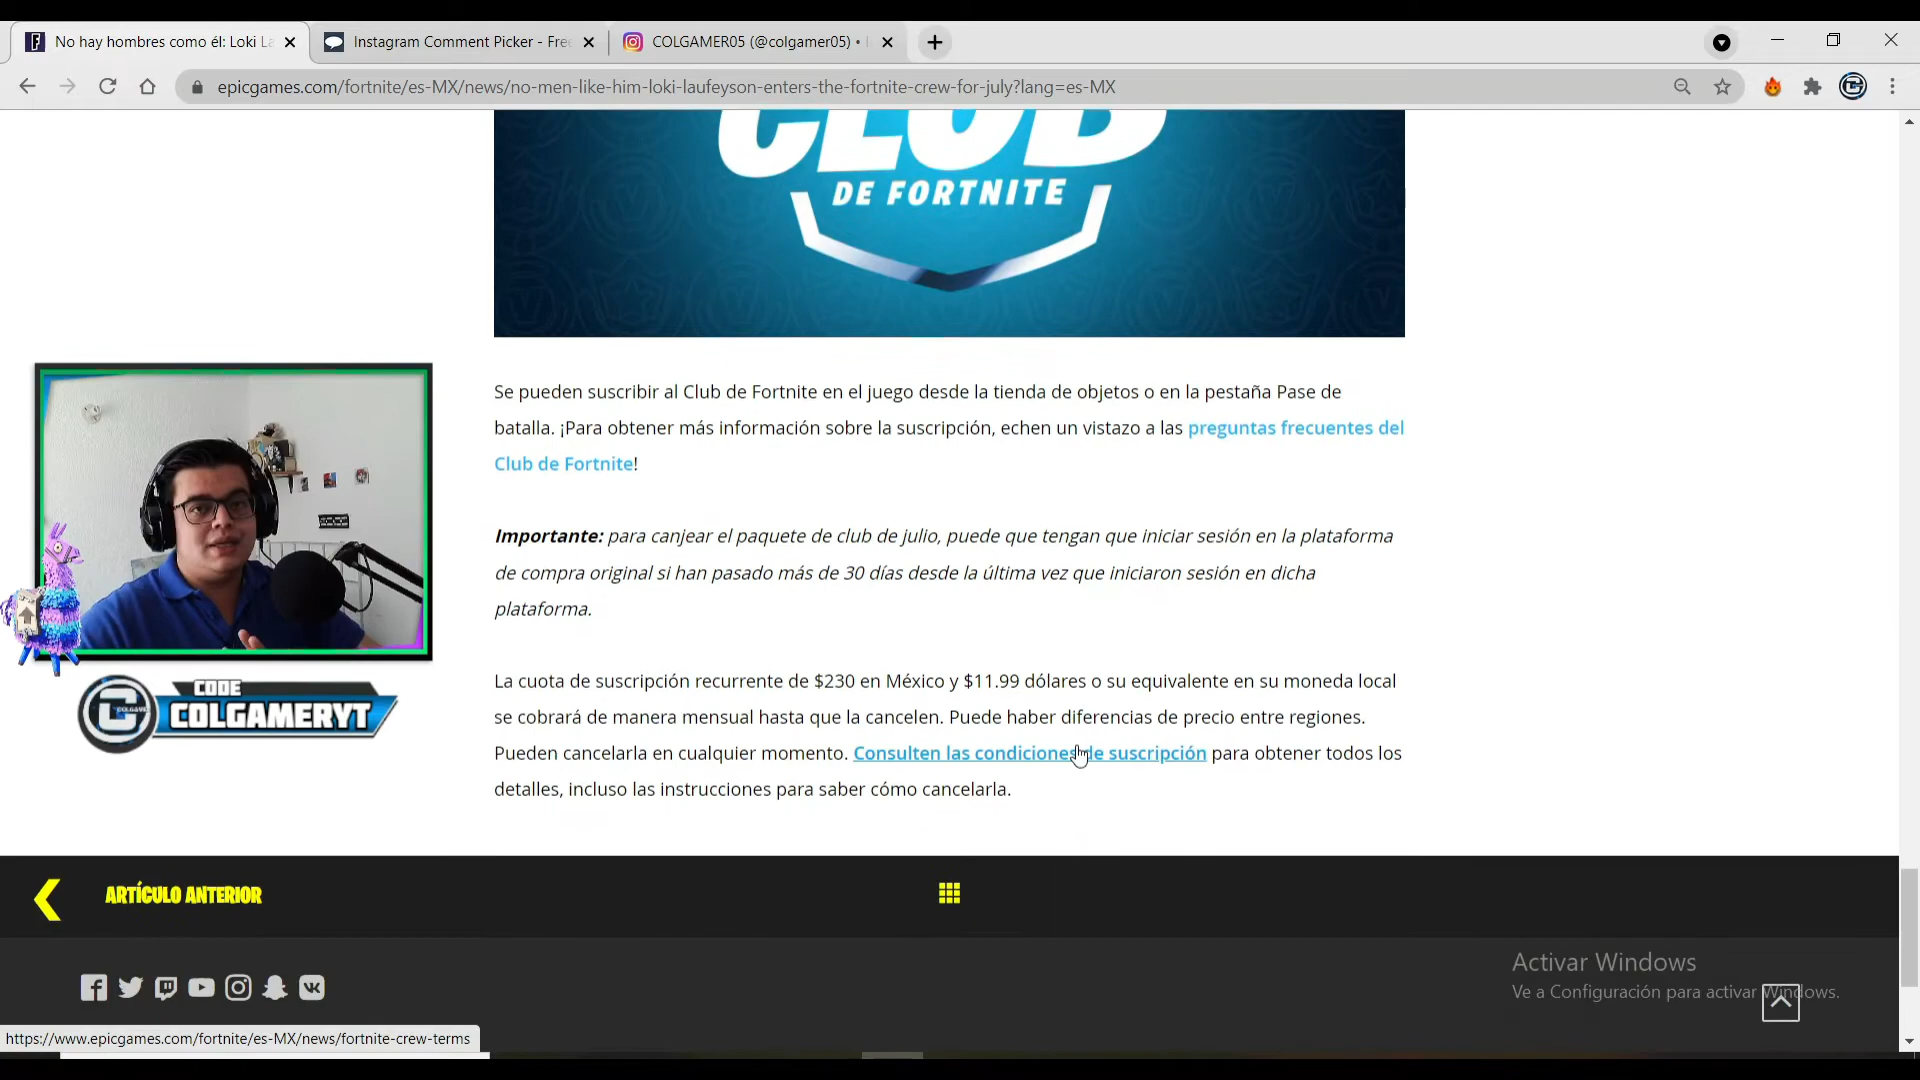 No hay hombres como él: Loki La
Instagram Comment Picker - Fre
COLGAMER05 (@colgamer05) •
epicgames.com/fortnite/es-MX/news/no-men-like-him-loki-laufeyson-enters-the-fortnite-crew-for-july?lang=es-MX
CLUB
DE FORTNITE
Se pueden suscribir al Club de Fortnite en el juego desde la tienda de objetos o en la pestaña Pase de
batalla. ¡Para obtener más información sobre la suscripción, echen un vistazo a las preguntas frecuentes del
Club de Fortnite!
Importante: para canjear el paquete de club de julio, puede que tengan que iniciar sesión en la plataforma
de compra original si han pasado más de 30 días desde la última vez que iniciaron sesión en dicha
plataforma.
La cuota de suscripción recurrente de $230 en México y $11.99 dólares o su equivalente en su moneda local
se cobrará de manera mensual hasta que la cancelen. Puede haber diferencias de precio entre regiones.
Pueden cancelarla en cualquier momento. Consulten las condiciones de suscripción para obtener todos los
detalles, incluso las instrucciones para saber cómo cancelarla.
CODE
COLGAMERYT
ARTÍCULO ANTERIOR
Activar Windows
Ve a Configuración para activar Windows.
https://www.epicgames.com/fortnite/es-MX/news/fortnite-crew-terms